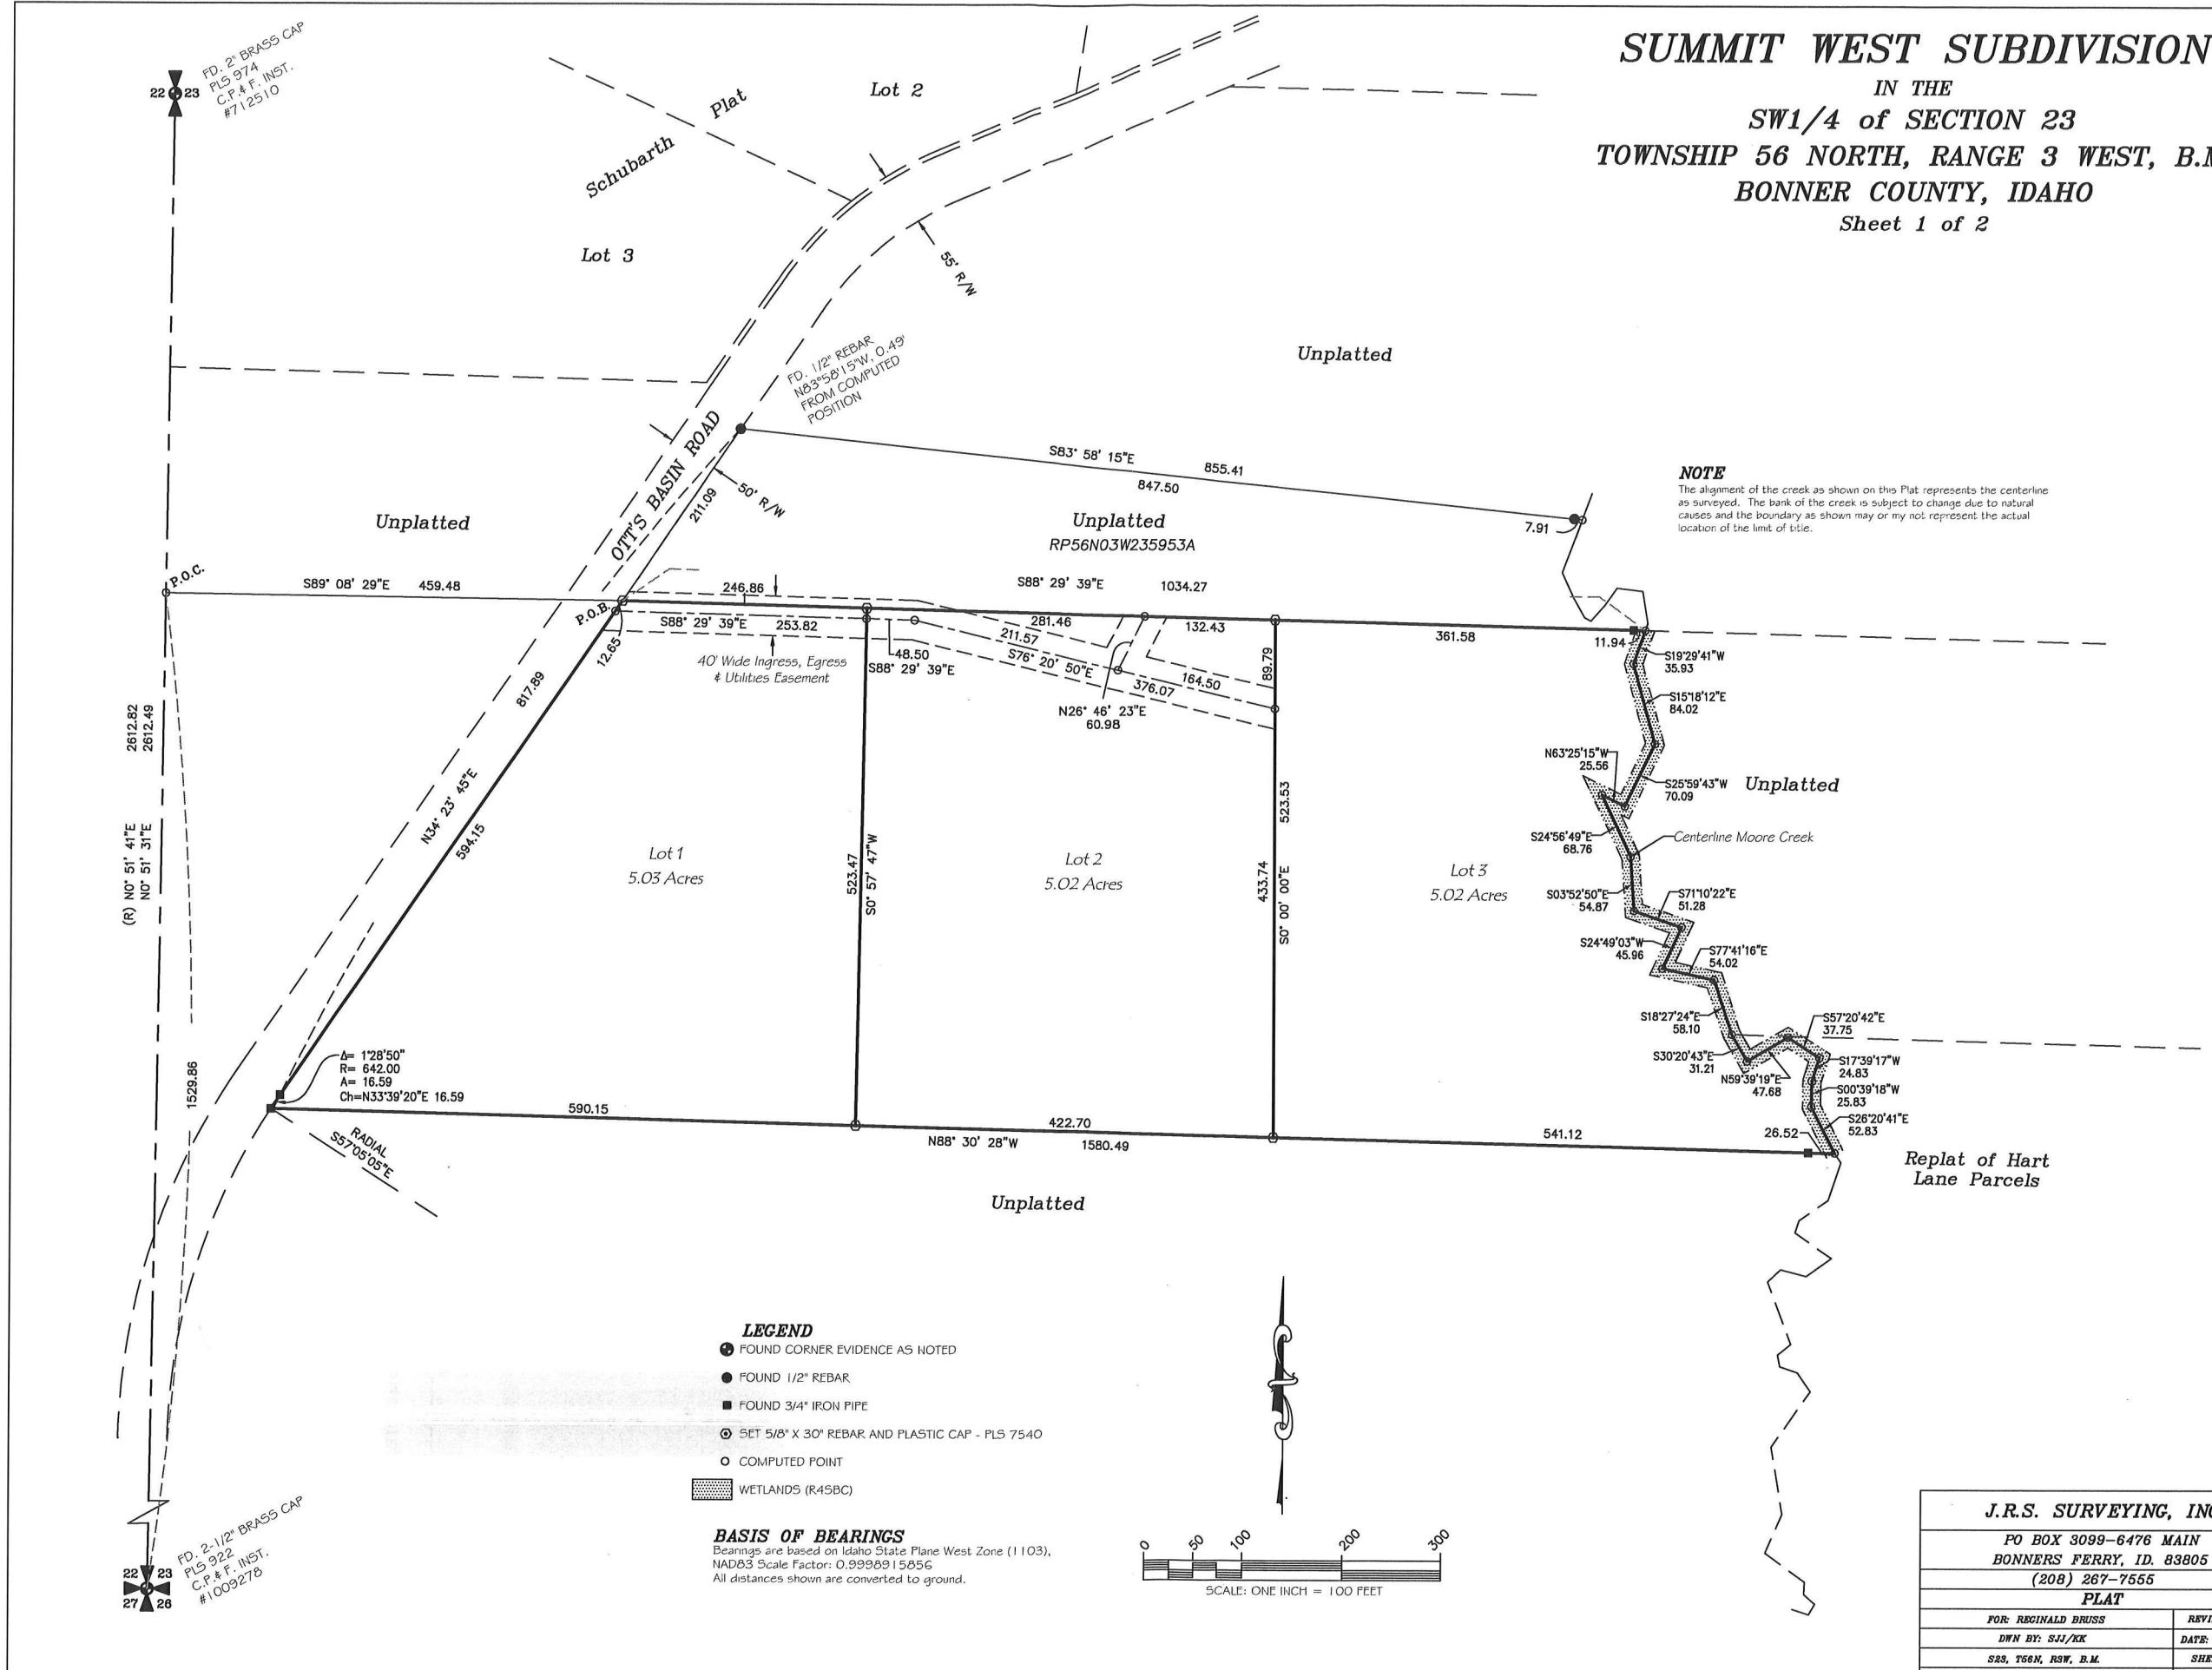 SUMMIT WEST SUBDIVISION
IN THE
SW1/4 of SECTION 23
TOWNSHIP 56 NORTH, RANGE 3 WEST,
BONNER COUNTY, IDAHO
Sheet 1 of 2
FD. 2" BRASS CAP
PLS 974
C.P.& F. INST.
#712510
22 23
Schubarth Plat
Lot 2
Lot 3
55' R/W
Unplatted
FD. 1/2" REBAR
N83°58'15"W, 0.49'
FROM COMPUTED
POSITION
OTT'S BASIN ROAD
50' R/W
211.09
S83° 58' 15"E 855.41
847.50
7.91
NOTE
The alignment of the creek as shown on this Plat represents the centerline
as surveyed. The bank of the creek is subject to change due to natural
causes and the boundary as shown may or my not represent the actual
location of the limit of title.
Unplatted
Unplatted
RP56N03W235953A
P.O.C.
S89° 08' 29"E 459.48
P.O.B.
246.86
S88° 29' 39"E 1034.27
S88° 29' 39"E 253.82
281.46
132.43
361.58
11.94
12.65
40' Wide Ingress, Egress
& Utilities Easement
48.50
S88° 29' 39"E
211.57
S76° 20' 50"E
376.07
164.50
89.79
N26° 46' 23"E
60.98
S19°29'41"W
35.93
S15°18'12"E
84.02
N63°25'15"W
25.56
S25°59'43"W
70.09
Unplatted
S24°56'49"E
68.76
Centerline Moore Creek
S03°52'50"E
54.87
S71°10'22"E
51.28
S24°49'03"W
45.96
S77°41'16"E
54.02
S18°27'24"E
58.10
S57°20'42"E
37.75
S30°20'43"E
31.21
N59°39'19"E
47.68
S17°39'17"W
24.83
S00°39'18"W
25.83
S26°20'41"E
52.83
2612.82
2612.49
(R) N0° 51' 41"E
N0° 51' 31"E
1529.86
817.89
N34° 23' 45"E
594.15
Lot 1
5.03 Acres
523.47
S0° 57' 47"W
Lot 2
5.02 Acres
523.53
433.74
S0° 00' 00"E
Lot 3
5.02 Acres
Δ= 1°28'50"
R= 642.00
A= 16.59
Ch=N33°39'20"E 16.59
RADIAL
S57°05'05"E
590.15
422.70
N88° 30' 28"W 1580.49
541.12
26.52
Unplatted
Replat of Hart
Lane Parcels
LEGEND
FOUND CORNER EVIDENCE AS NOTED
FOUND 1/2" REBAR
FOUND 3/4" IRON PIPE
SET 5/8" X 30" REBAR AND PLASTIC CAP - PLS 7540
COMPUTED POINT
WETLANDS (R4SBC)
BASIS OF BEARINGS
Bearings are based on Idaho State Plane West Zone (1103),
NAD83 Scale Factor: 0.9998915856
All distances shown are converted to ground.
0 50 100 200 300
SCALE: ONE INCH = 100 FEET
FD. 2-1/2" BRASS CAP
PLS 922
C.P.& F. INST.
#1009278
22 23
27 26
J.R.S. SURVEYING,
PO BOX 3099-6476 MAIN
BONNERS FERRY, ID. 83805
(208) 267-7555
PLAT
FOR: REGINALD BRUSS
DWN BY: SJJ/KK DATE:
S23, T56N, R3W, B.M.